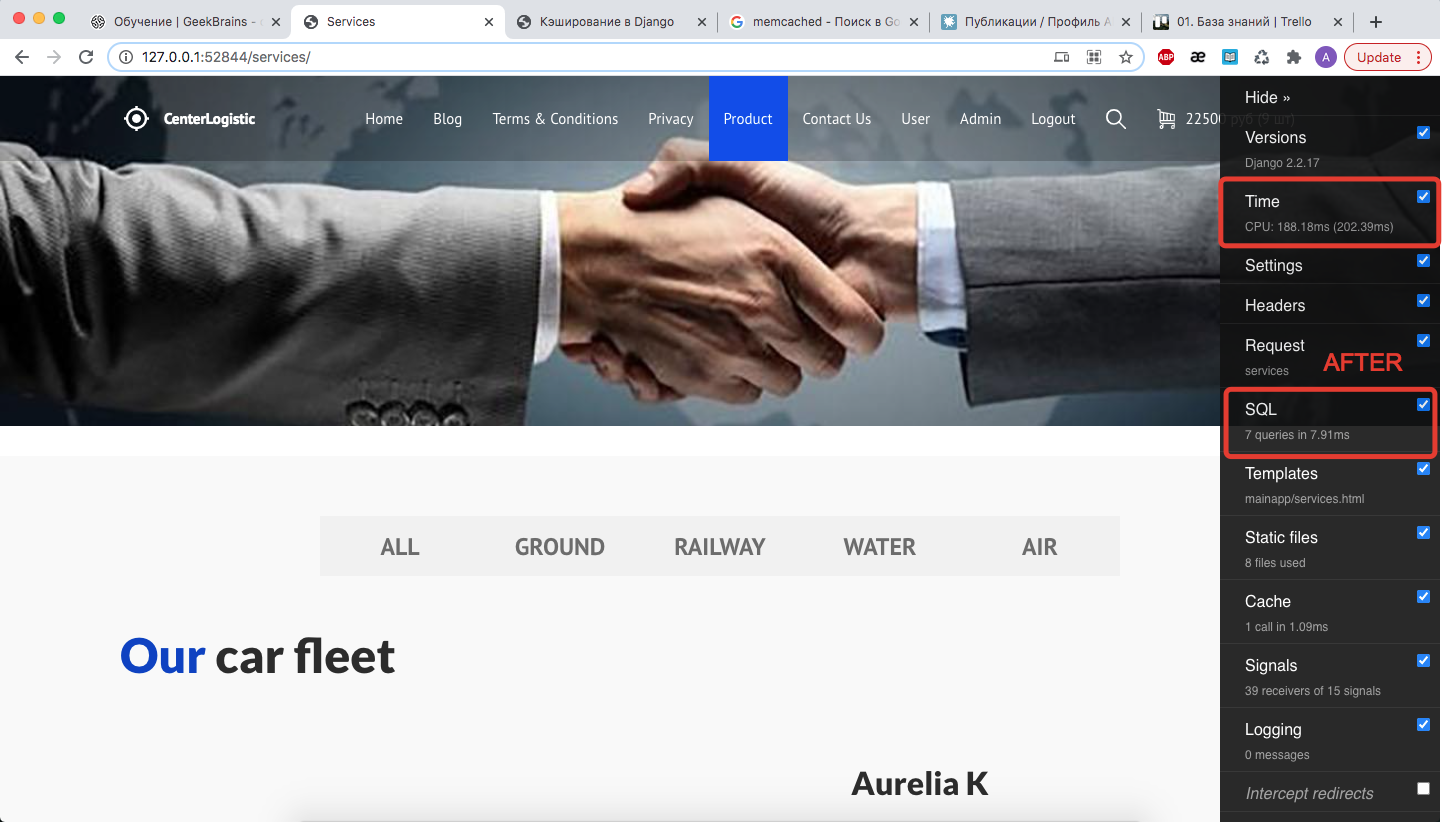 Обучение | GeekBrains -
Services
Кэширование в Django
memcached - Поиск в Go
Публикации / Профиль A
01. База знаний | Trello
127.0.0.1:52844/services/
ABP
æ
A
Update
CenterLogistic
Home
Blog
Terms & Conditions
Privacy
Product
Contact Us
User
Admin
Logout
22500 руб (9 шт)
Hide »
Versions
Django 2.2.17
Time
CPU: 188.18ms (202.39ms)
Settings
Headers
Request
services
AFTER
SQL
7 queries in 7.91ms
Templates
mainapp/services.html
Static files
8 files used
Cache
1 call in 1.09ms
Signals
39 receivers of 15 signals
Logging
0 messages
Intercept redirects
ALL
GROUND
RAILWAY
WATER
AIR
Our car fleet
Aurelia K